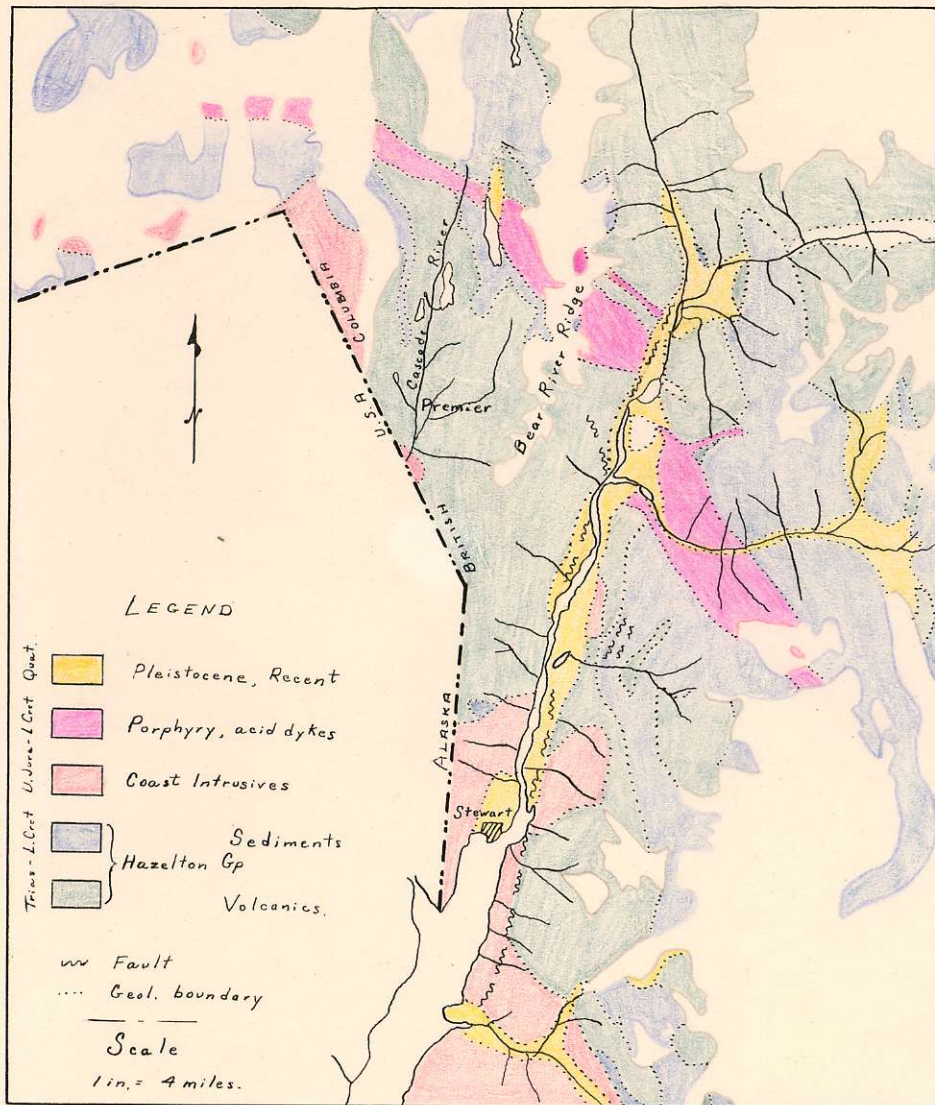 Cascade River
COLUMBIA
U.S.A
Premier
Bear River Ridge
BRITISH
ALASKA
Stewart
LEGEND
Quat.
Pleistocene, Recent
U.Jura-L.Cret
Porphyry, acid dykes
Coast Intrusives
Trias-L.Cret
Sediments
Hazelton Gp
Volcanics.
Fault
Geol. boundary
Scale
1 in. = 4 miles.